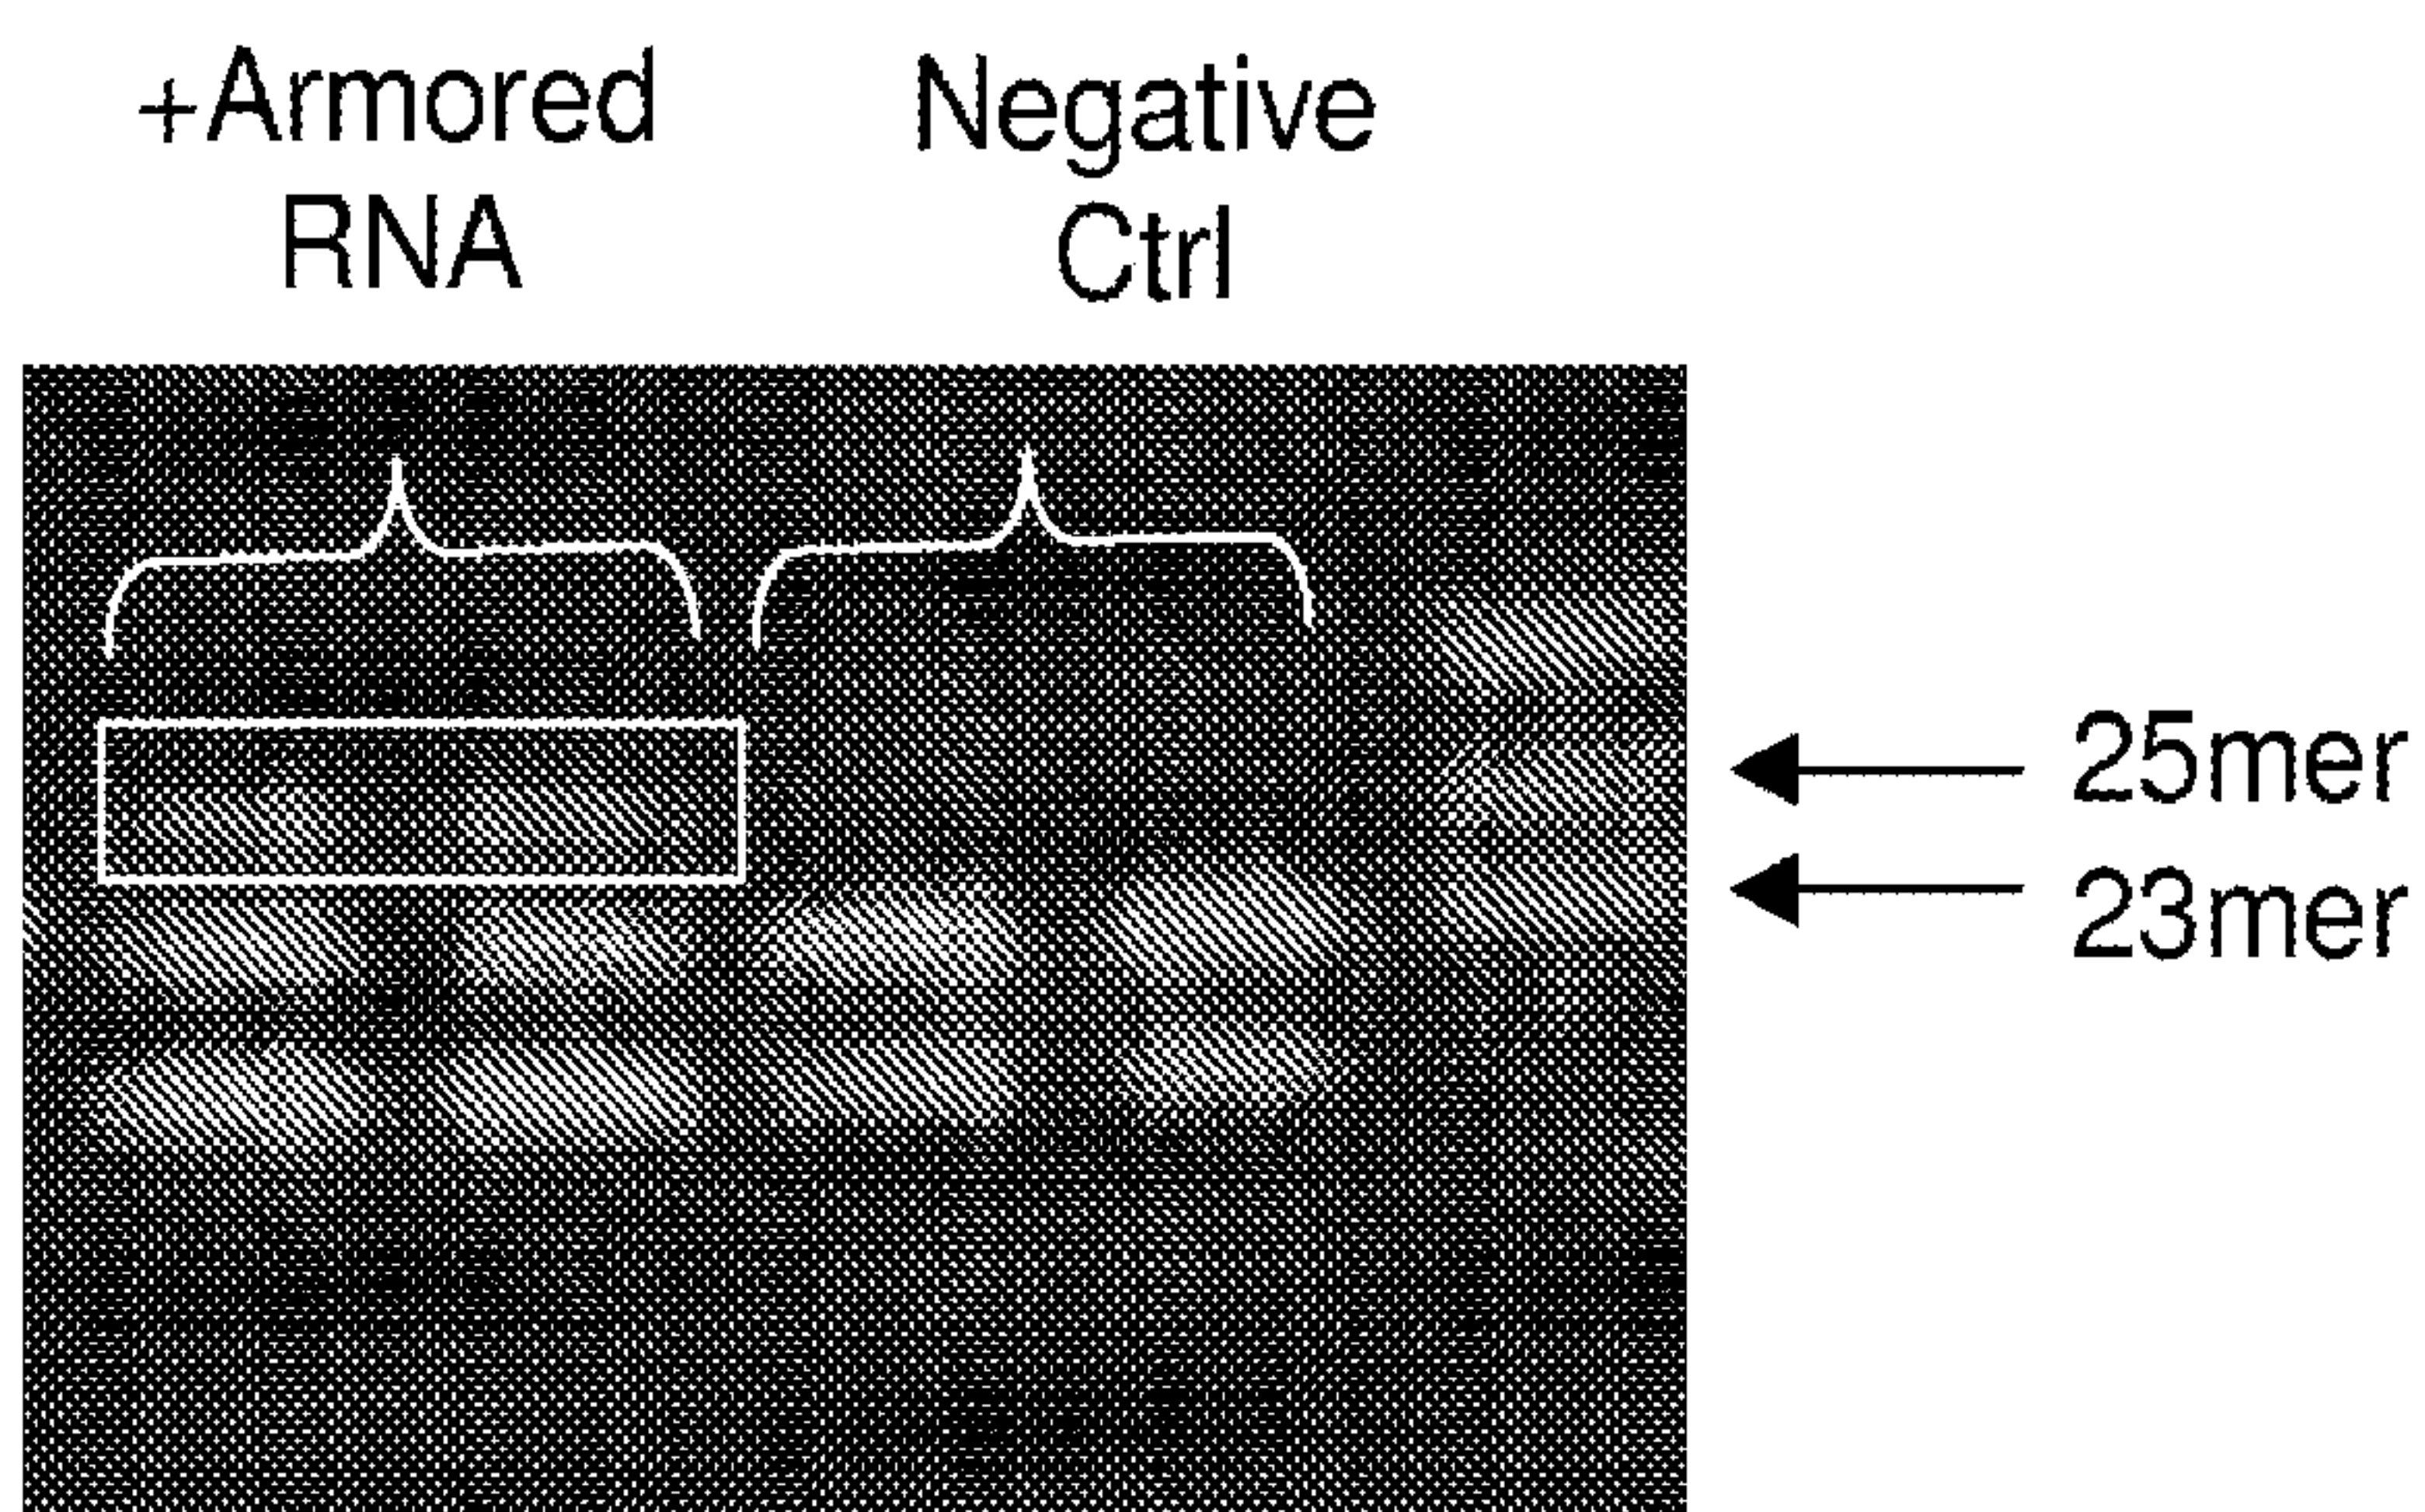 +Armored
RNA
Negative
Ctrl
25mer
23mer